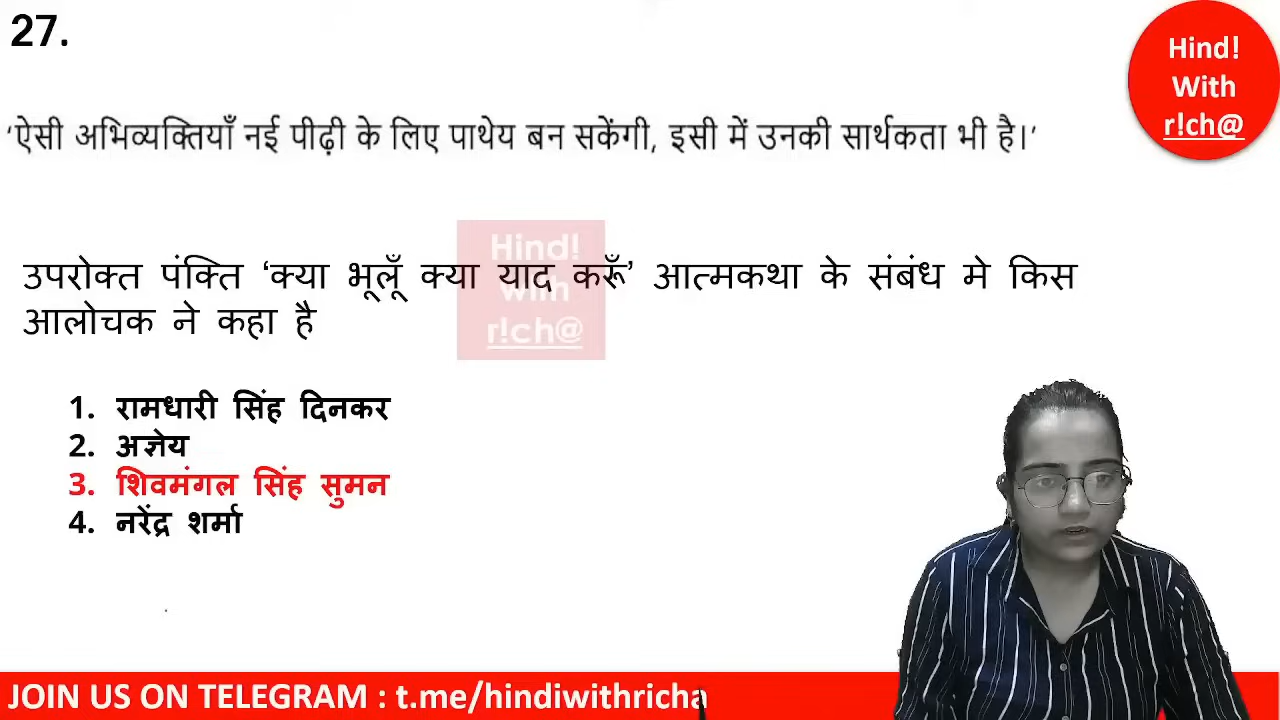 27.
Hind!
With
r!ch@
‘ऐसी अभिव्यक्तियाँ नई पीढ़ी के लिए पाथेय बन सकेंगी, इसी में उनकी सार्थकता भी है।’
Hind!
with
r!ch@
उपरोक्त पंक्ति ‘क्या भूलूँ क्या याद करूँ’ आत्मकथा के संबंध मे किस
आलोचक ने कहा है
1. रामधारी सिंह दिनकर
2. अज्ञेय
3. शिवमंगल सिंह सुमन
4. नरेंद्र शर्मा
JOIN US ON TELEGRAM : t.me/hindiwithricha